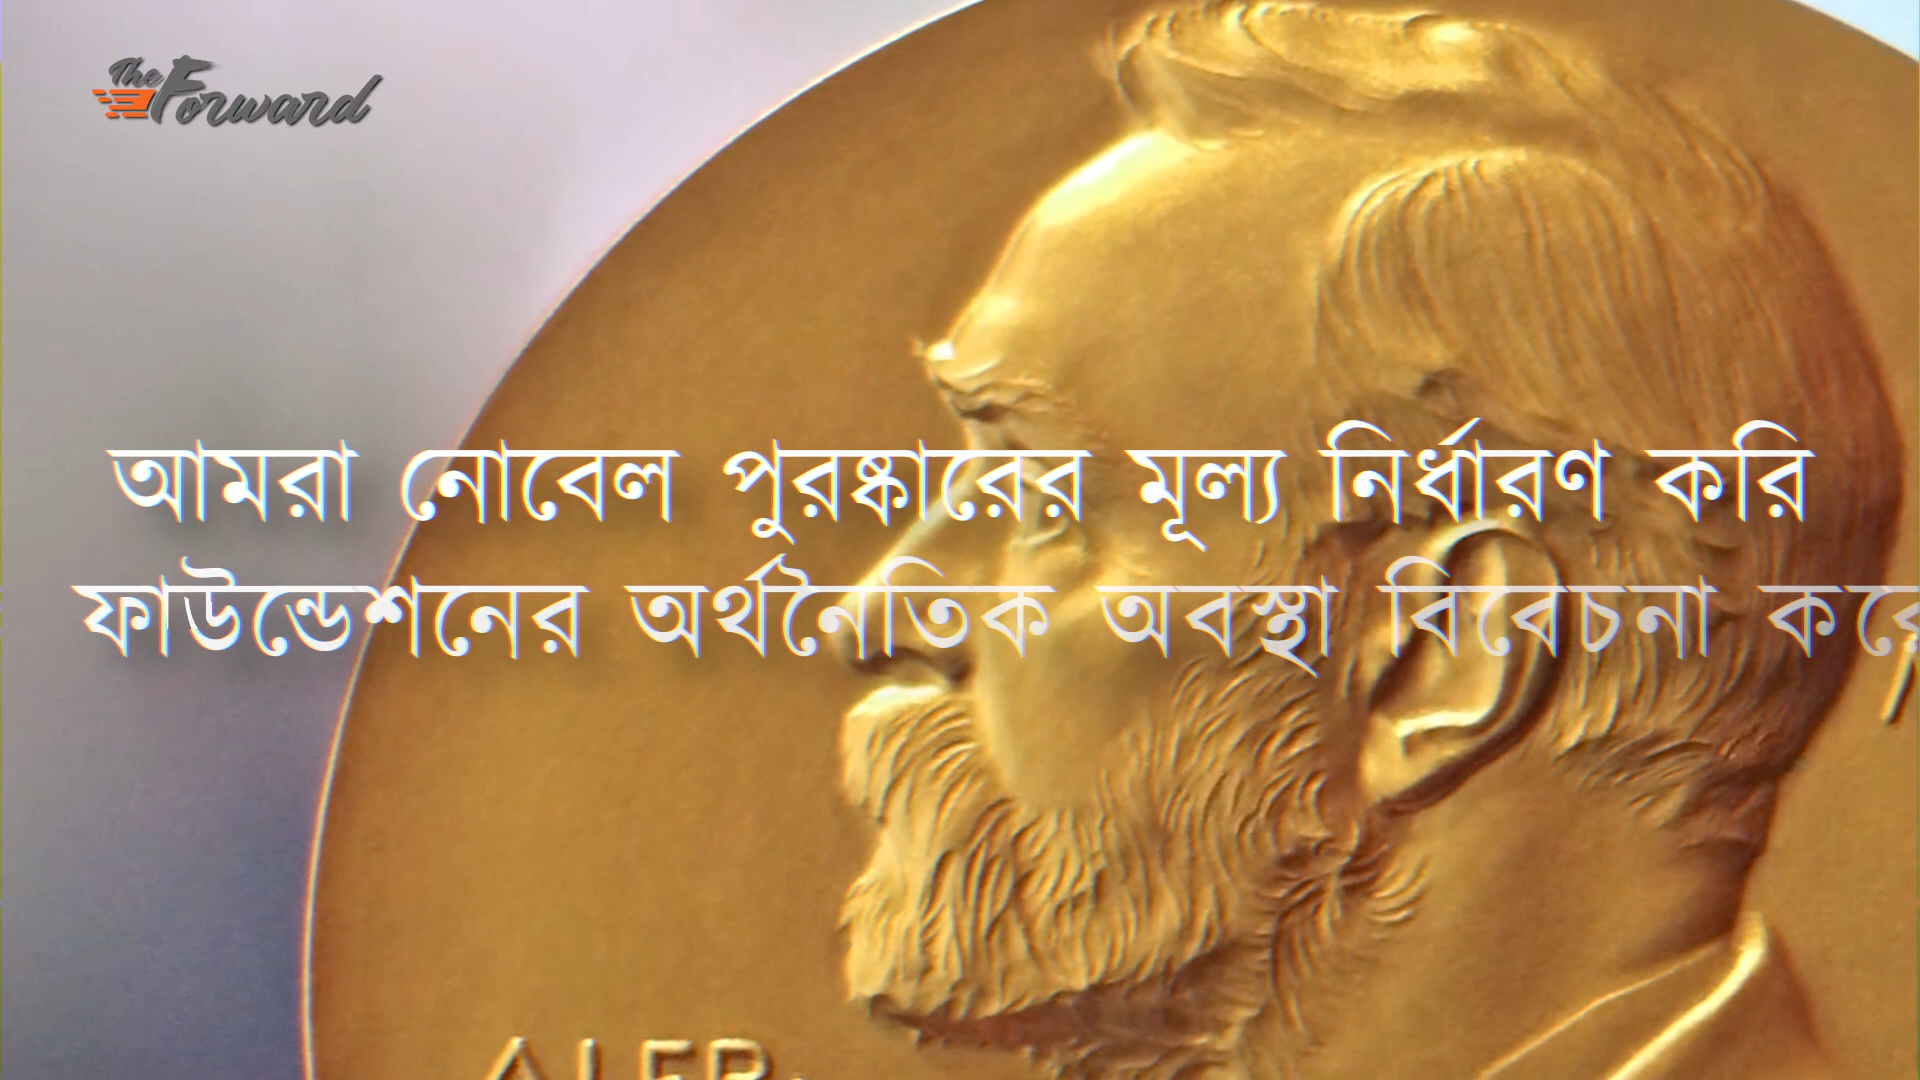 The Forward
আমরা নোবেল পুরষ্কারের মূল্য নির্ধারণ করি
ফাউন্ডেশনের অর্থনৈতিক অবস্থা বিবেচনা করে
ALFR.